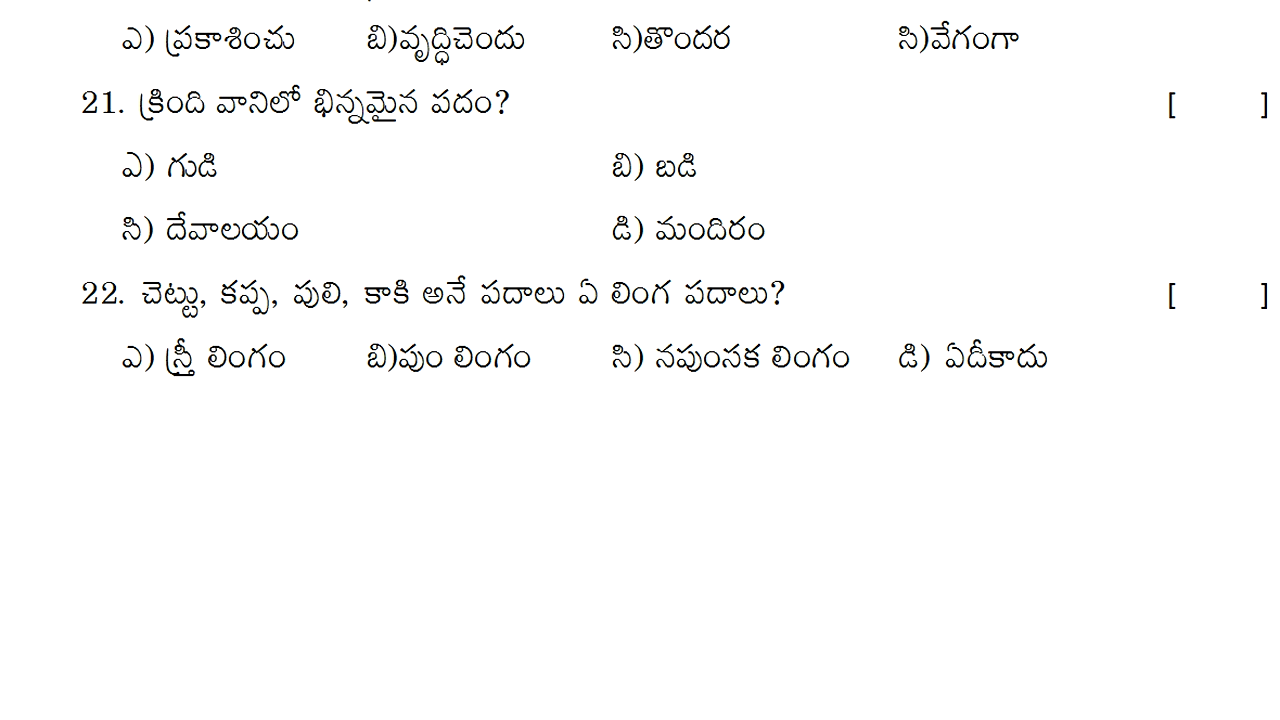 ఎ) ప్రకాశించు బి)వృద్ధిచెందు సి)తొందర సి)వేగంగా
21. క్రింది వానిలో భిన్నమైన పదం? [ ]
ఎ) గుడి బి) బడి
సి) దేవాలయం డి) మందిరం
22. చెట్టు, కప్ప, పులి, కాకి అనే పదాలు ఏ లింగ పదాలు? [ ]
ఎ) స్త్రీ లింగం బి)పుం లింగం సి) నపుంసక లింగం డి) ఏదీకాదు